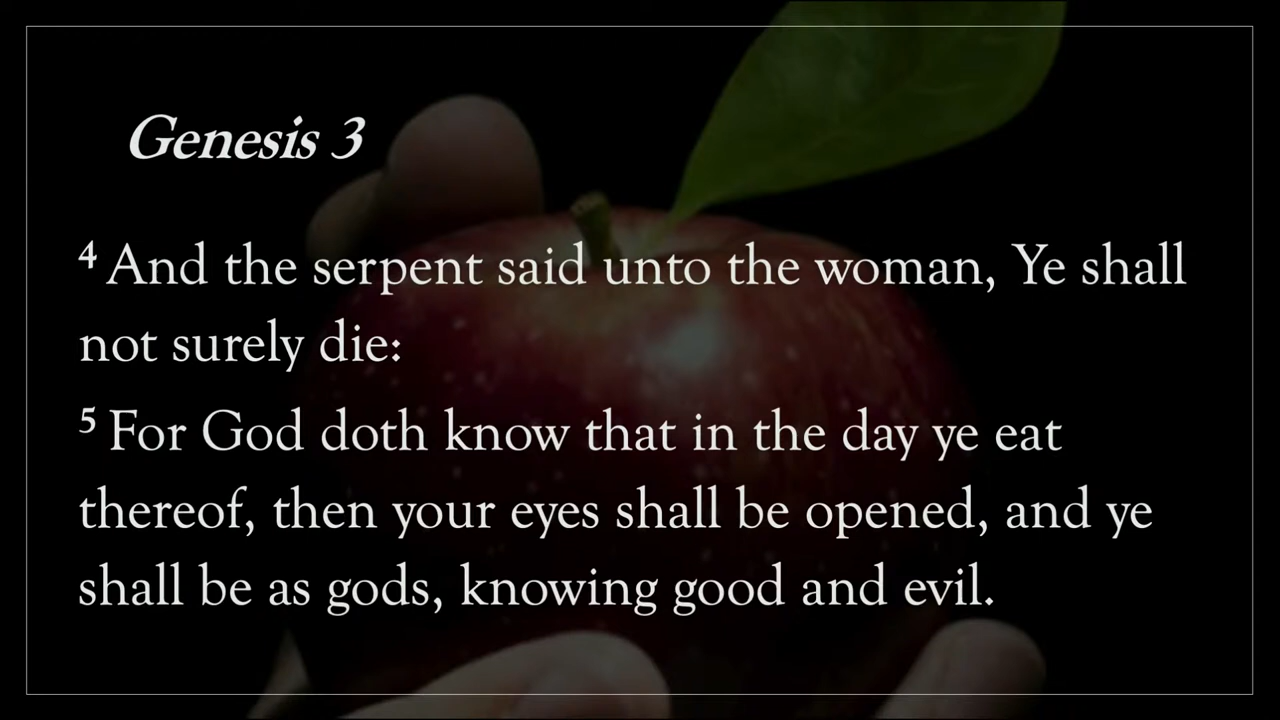 Genesis 3
4 And the serpent said unto the woman, Ye shall
not surely die:
5 For God doth know that in the day ye eat
thereof, then your eyes shall be opened, and ye
shall be as gods, knowing good and evil.